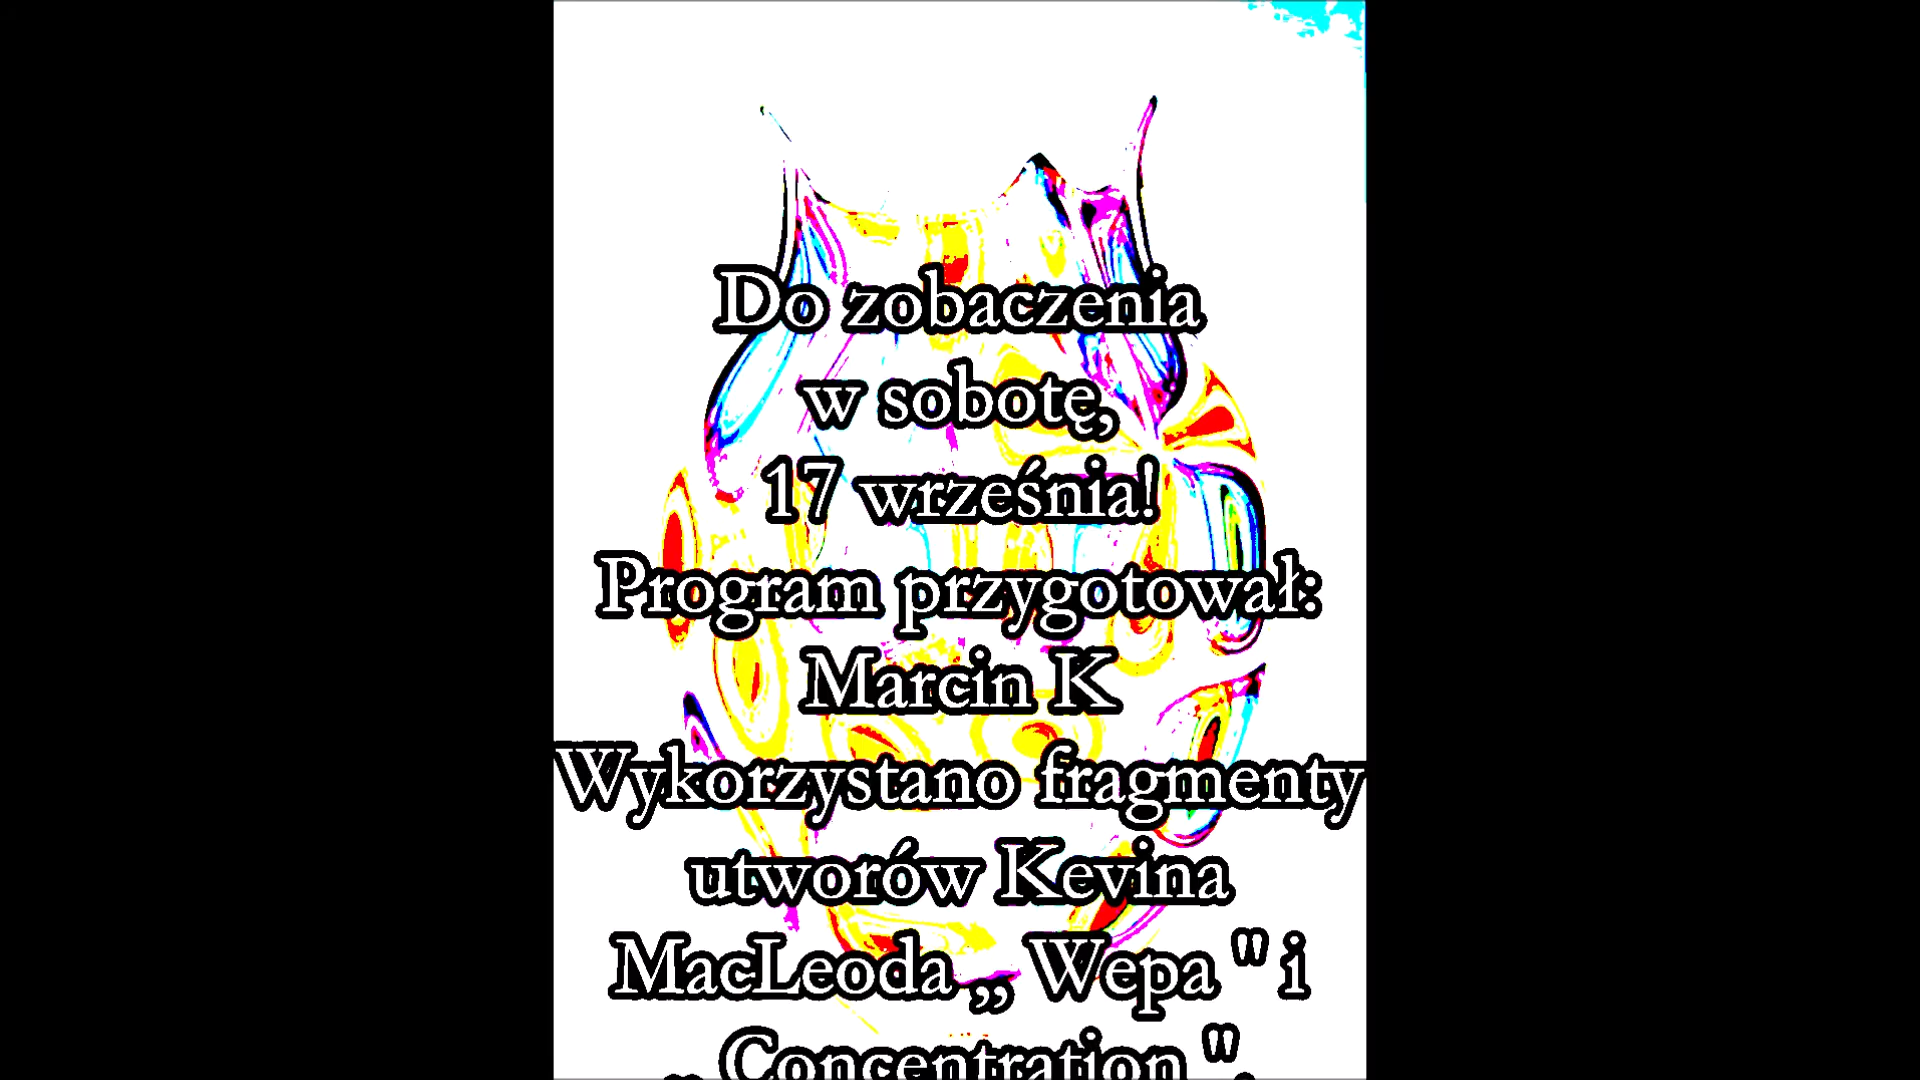 Do zobaczenia
w sobotę,
17 września!
Program przygotował:
Marcin K
Wykorzystano fragmenty
utworów Kevina
MacLeoda „ Wepa " i
„ Concentration ".